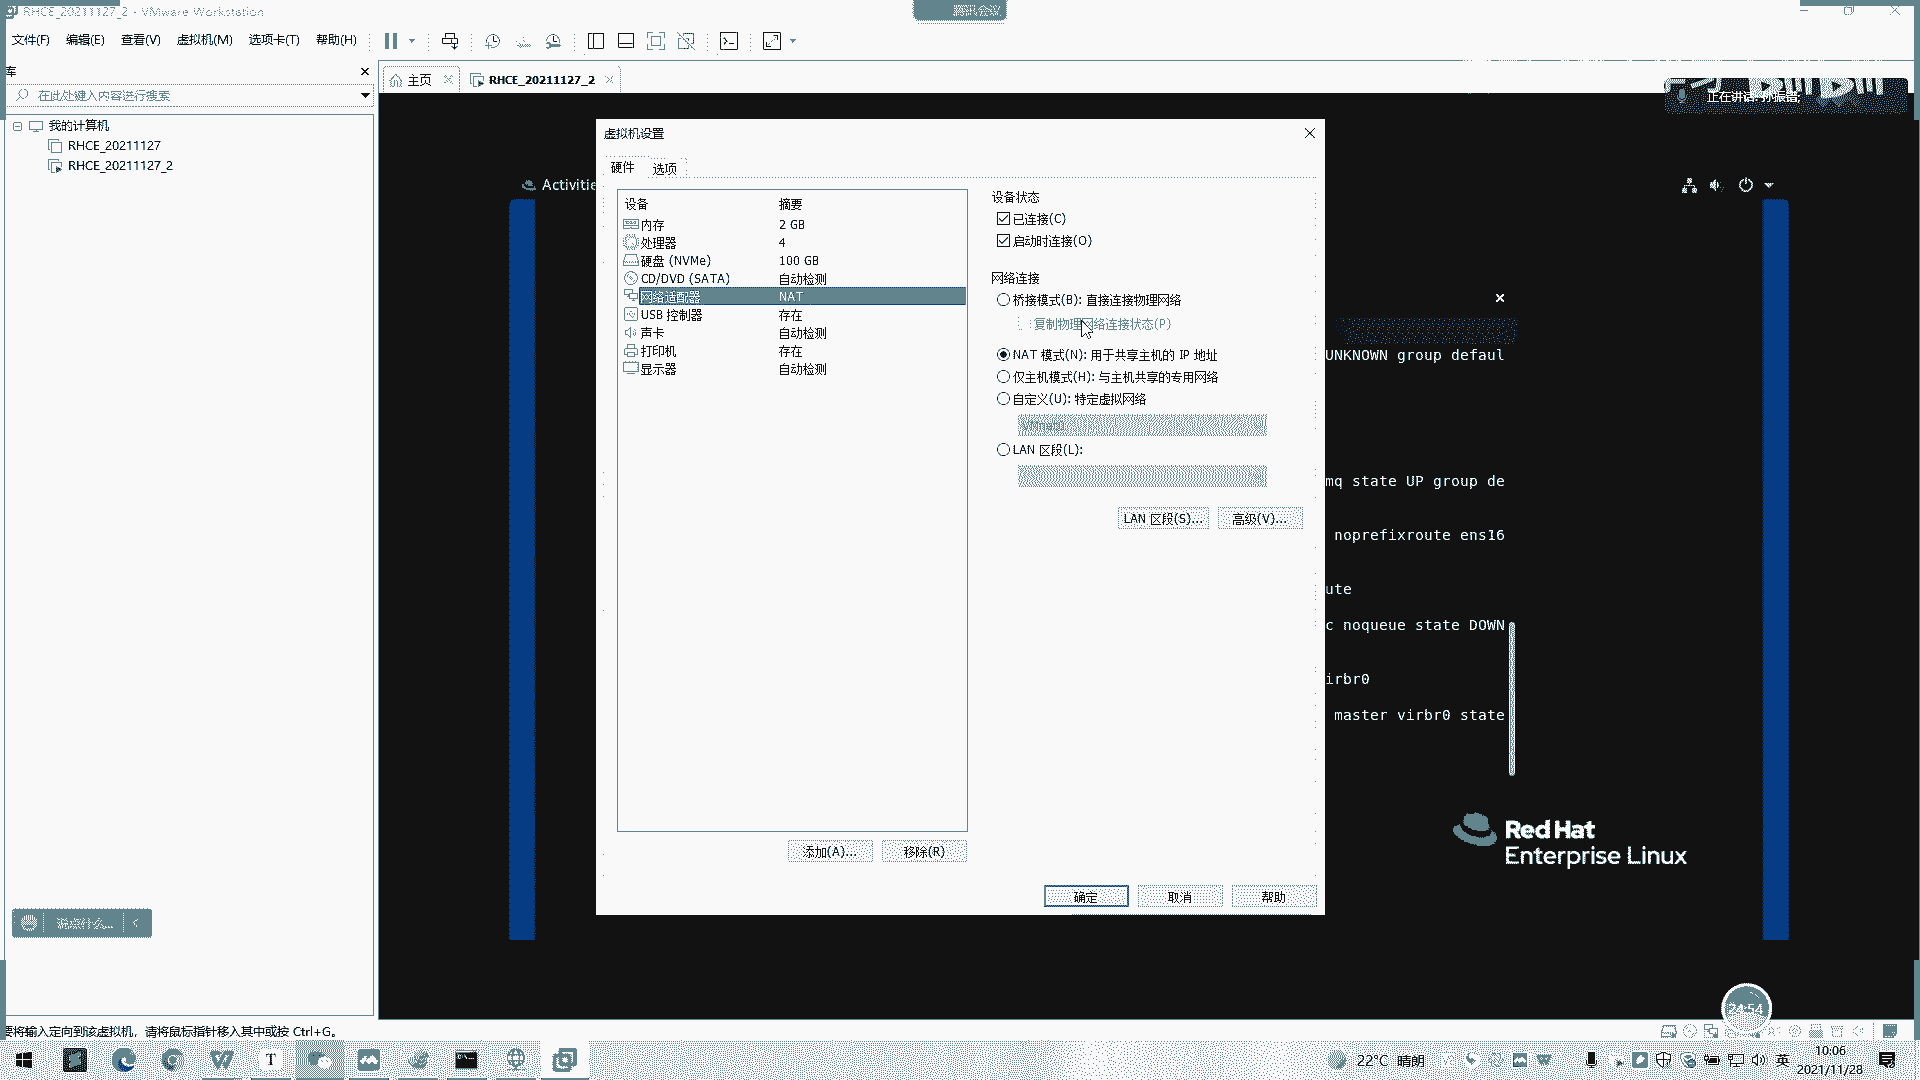 RHCE_20211127_2 - VMware Workstation
腾讯会议
文件(F) 编辑(E) 查看(V) 虚拟机(M) 选项卡(T) 帮助(H)
库
主页
RHCE_20211127_2
在此处键入内容进行搜索
正在讲话:
我的计算机
RHCE_20211127
RHCE_20211127_2
虚拟机设置
硬件 选项
Activitie
设备 摘要
内存 2 GB
处理器 4
硬盘 (NVMe) 100 GB
CD/DVD (SATA) 自动检测
网络适配器 NAT
USB 控制器 存在
声卡 自动检测
打印机 存在
显示器 自动检测
设备状态
已连接(C)
启动时连接(O)
网络连接
桥接模式(B): 直接连接物理网络
复制物理网络连接状态(P)
NAT 模式(N): 用于共享主机的 IP 地址
仅主机模式(H): 与主机共享的专用网络
自定义(U): 特定虚拟网络
LAN 区段(L):
LAN 区段(S)... 高级(V)...
添加(A)... 移除(R)
确定 取消 帮助
UNKNOWN group defaul
mq state UP group de
noprefixroute ens16
ute
c noqueue state DOWN
irbr0
master virbr0 state
Red Hat
Enterprise Linux
说点什么...
24:54
要将输入定向到该虚拟机，请将鼠标指针移入其中或按 Ctrl+G。
22°C 晴朗
英
10:06
2021/11/28